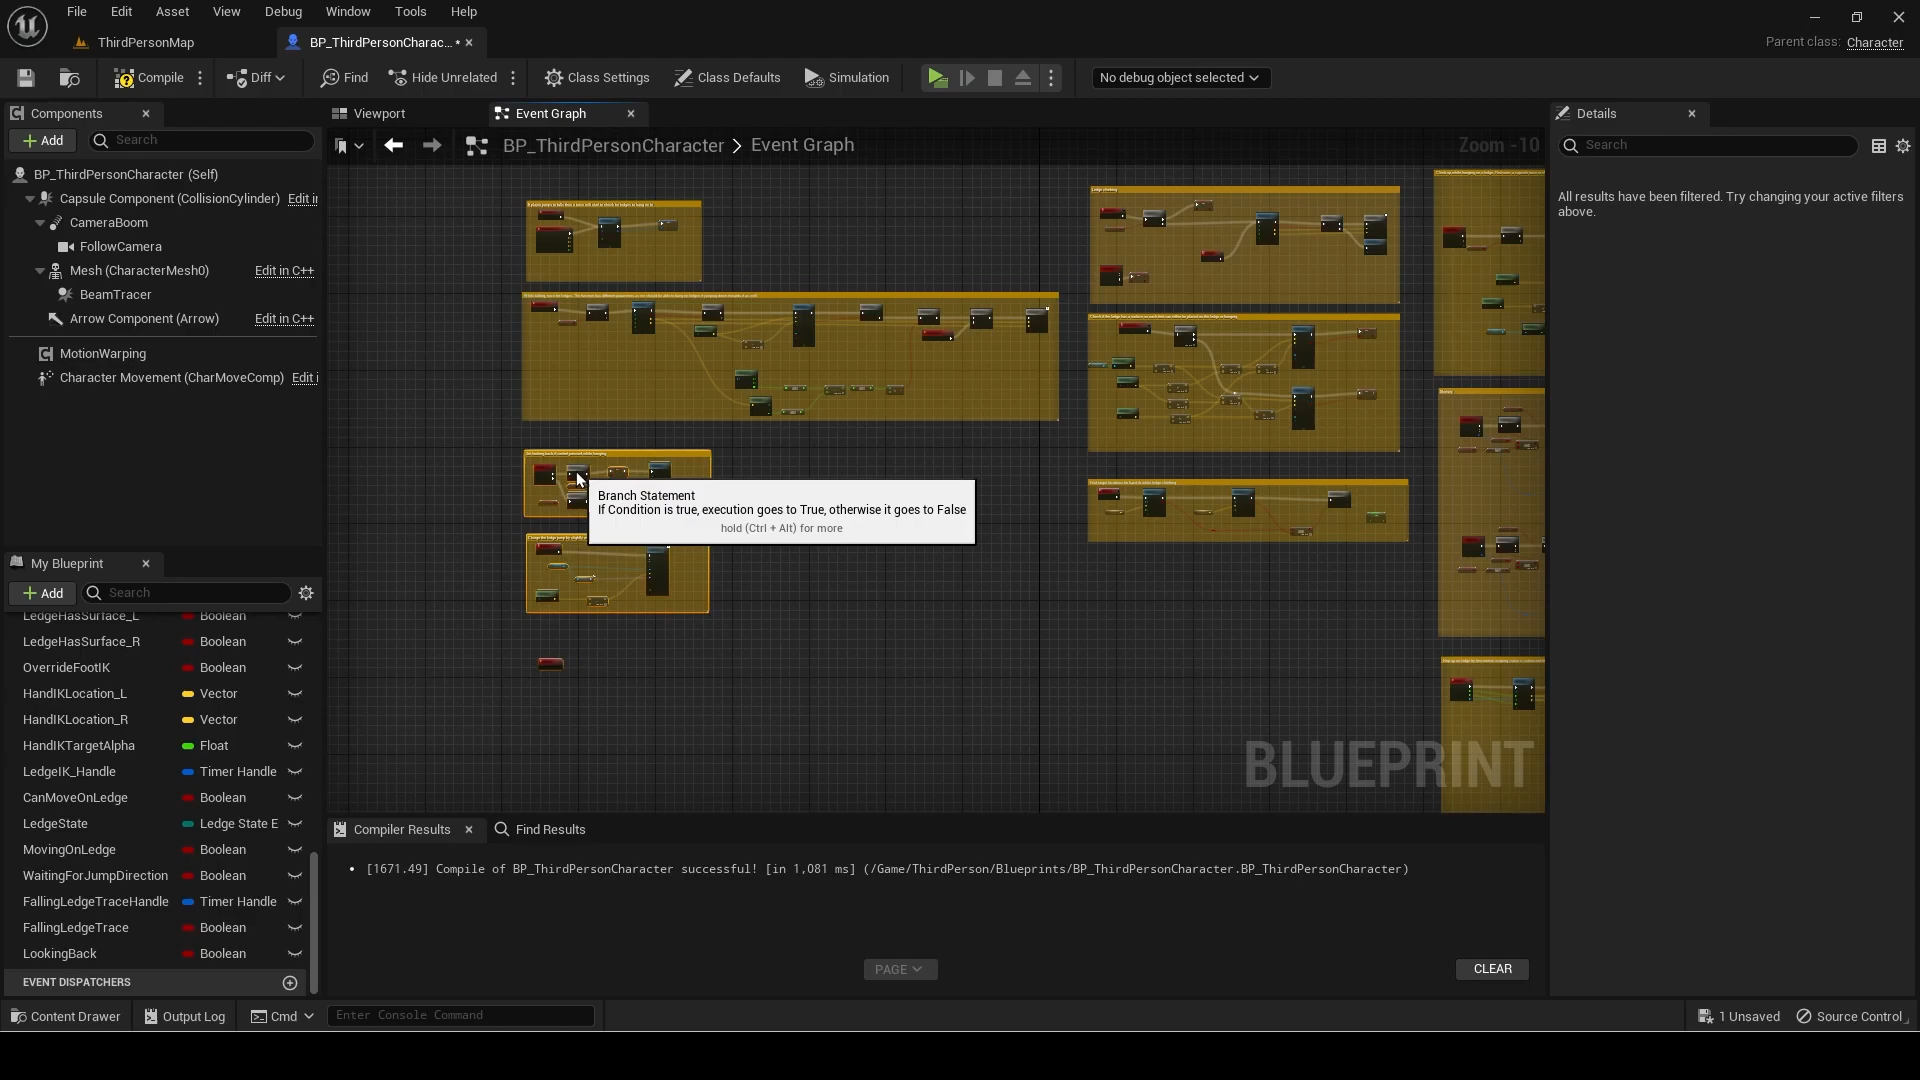 File Edit Asset View Debug Window Tools Help
ThirdPersonMap
BP_ThirdPersonCharac... *
Parent class: Character
Compile
Diff
Find
Hide Unrelated
Class Settings
Class Defaults
Simulation
No debug object selected
Components
Viewport
Event Graph
Details
Add
Search
BP_ThirdPersonCharacter > Event Graph
Zoom -10
Search
BP_ThirdPersonCharacter (Self)
Capsule Component (CollisionCylinder) Edit i
CameraBoom
FollowCamera
Mesh (CharacterMesh0) Edit in C++
BeamTracer
Arrow Component (Arrow) Edit in C++
MotionWarping
Character Movement (CharMoveComp) Edit i
All results have been filtered. Try changing your active filters
above.
Ledge climbing
Branch Statement
If Condition is true, execution goes to True, otherwise it goes to False
hold (Ctrl + Alt) for more
BLUEPRINT
My Blueprint
Add
Search
LedgeHasSurface_L Boolean
LedgeHasSurface_R Boolean
OverrideFootIK Boolean
HandIKLocation_L Vector
HandIKLocation_R Vector
HandIKTargetAlpha Float
LedgeIK_Handle Timer Handle
CanMoveOnLedge Boolean
LedgeState Ledge State E
MovingOnLedge Boolean
WaitingForJumpDirection Boolean
FallingLedgeTraceHandle Timer Handle
FallingLedgeTrace Boolean
LookingBack Boolean
EVENT DISPATCHERS
Compiler Results
Find Results
[1671.49] Compile of BP_ThirdPersonCharacter successful! [in 1,081 ms] (/Game/ThirdPerson/Blueprints/BP_ThirdPersonCharacter.BP_ThirdPersonCharacter)
PAGE
CLEAR
Content Drawer
Output Log
Cmd
Enter Console Command
1 Unsaved
Source Control